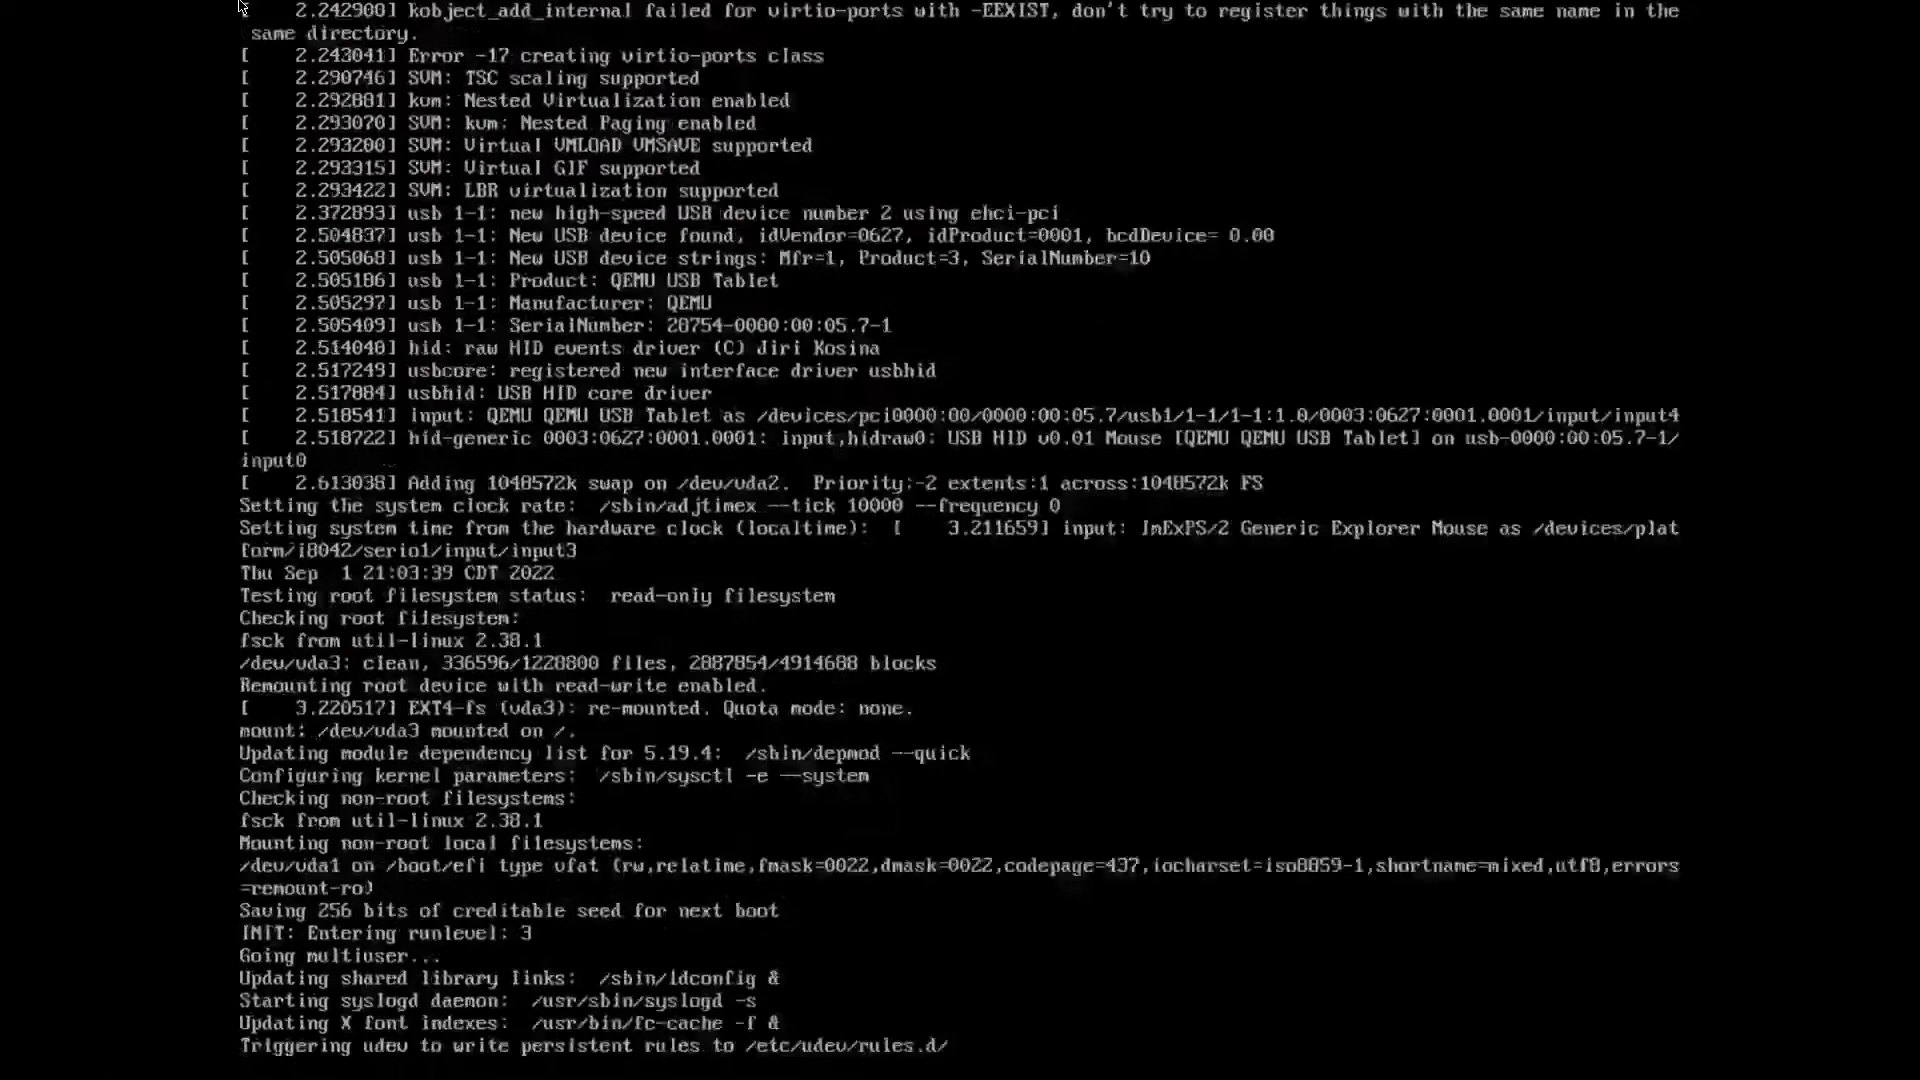 [    2.242900] kobject_add_internal failed for virtio-ports with -EEXIST, don't try to register things with the same name in the
 same directory.
[    2.243041] Error -17 creating virtio-ports class
[    2.290746] SVM: TSC scaling supported
[    2.292881] kvm: Nested Virtualization enabled
[    2.293070] SVM: kvm: Nested Paging enabled
[    2.293200] SVM: Virtual VMLOAD VMSAVE supported
[    2.293315] SVM: Virtual GIF supported
[    2.293422] SVM: LBR virtualization supported
[    2.372893] usb 1-1: new high-speed USB device number 2 using ehci-pci
[    2.504837] usb 1-1: New USB device found, idVendor=0627, idProduct=0001, bcdDevice= 0.00
[    2.505068] usb 1-1: New USB device strings: Mfr=1, Product=3, SerialNumber=10
[    2.505186] usb 1-1: Product: QEMU USB Tablet
[    2.505297] usb 1-1: Manufacturer: QEMU
[    2.505409] usb 1-1: SerialNumber: 28754-0000:00:05.7-1
[    2.514040] hid: raw HID events driver (C) Jiri Kosina
[    2.517249] usbcore: registered new interface driver usbhid
[    2.517884] usbhid: USB HID core driver
[    2.518541] input: QEMU QEMU USB Tablet as /devices/pci0000:00/0000:00:05.7/usb1/1-1/1-1:1.0/0003:0627:0001.0001/input/input4
[    2.518722] hid-generic 0003:0627:0001.0001: input,hidraw0: USB HID v0.01 Mouse [QEMU QEMU USB Tablet] on usb-0000:00:05.7-1/
input0
[    2.613038] Adding 1048572k swap on /dev/vda2.  Priority:-2 extents:1 across:1048572k FS
Setting the system clock rate:  /sbin/adjtimex --tick 10000 --frequency 0
Setting system time from the hardware clock (localtime):  [    3.211659] input: ImExPS/2 Generic Explorer Mouse as /devices/plat
form/i8042/serio1/input/input3
Thu Sep  1 21:03:39 CDT 2022
Testing root filesystem status:  read-only filesystem
Checking root filesystem:
fsck from util-linux 2.38.1
/dev/vda3: clean, 336596/1228800 files, 2887854/4914688 blocks
Remounting root device with read-write enabled.
[    3.220517] EXT4-fs (vda3): re-mounted. Quota mode: none.
mount: /dev/vda3 mounted on /.
Updating module dependency list for 5.19.4:  /sbin/depmod --quick
Configuring kernel parameters:  /sbin/sysctl -e --system
Checking non-root filesystems:
fsck from util-linux 2.38.1
Mounting non-root local filesystems:
/dev/vda1 on /boot/efi type vfat (rw,relatime,fmask=0022,dmask=0022,codepage=437,iocharset=iso8859-1,shortname=mixed,utf8,errors
=remount-ro)
Saving 256 bits of creditable seed for next boot
INIT: Entering runlevel: 3
Going multiuser...
Updating shared library links:  /sbin/ldconfig &
Starting syslogd daemon:  /usr/sbin/syslogd -s
Updating X font indexes:  /usr/bin/fc-cache -f &
Triggering udev to write persistent rules to /etc/udev/rules.d/